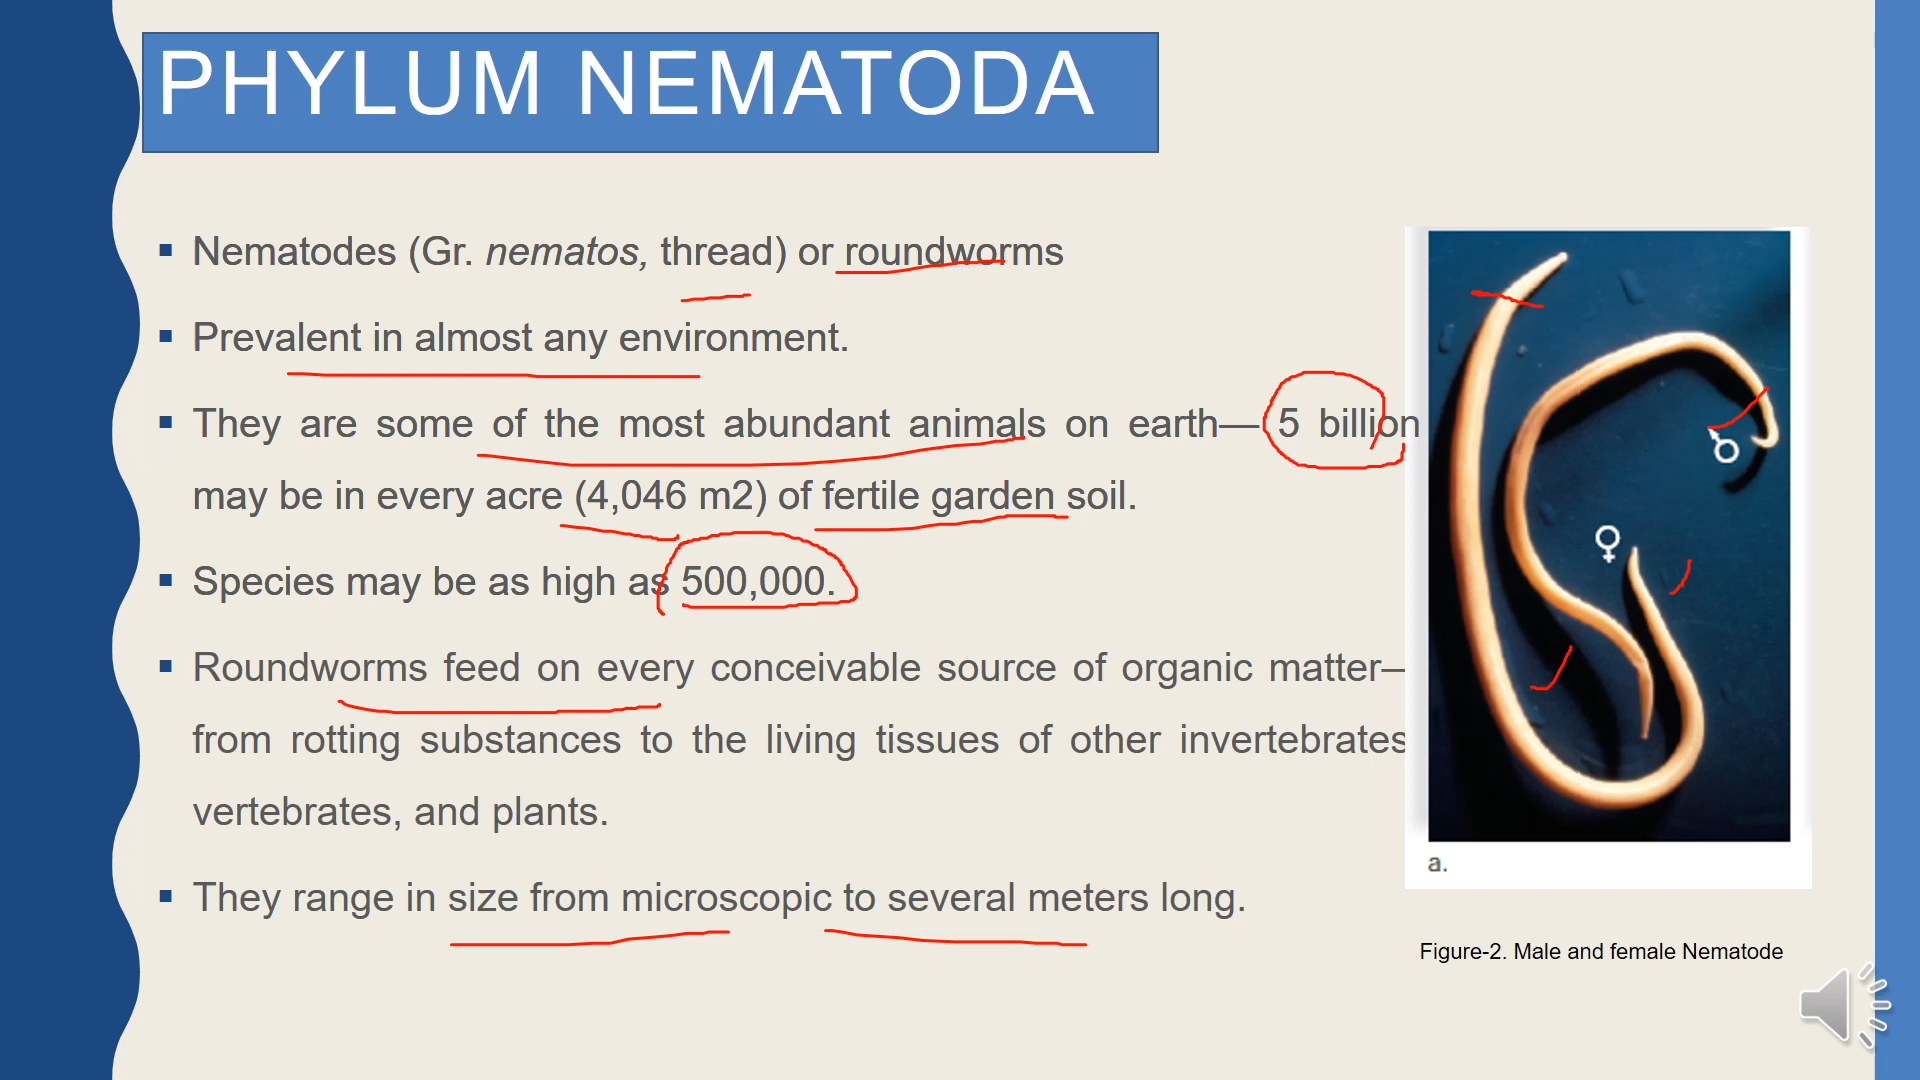 PHYLUM NEMATODA
Nematodes (Gr. nematos, thread) or roundworms
Prevalent in almost any environment.
They are some of the most abundant animals on earth— 5 billion
may be in every acre (4,046 m2) of fertile garden soil.
Species may be as high as 500,000.
Roundworms feed on every conceivable source of organic matter—
from rotting substances to the living tissues of other invertebrates
vertebrates, and plants.
They range in size from microscopic to several meters long.
♂
♀
a.
Figure-2. Male and female Nematode